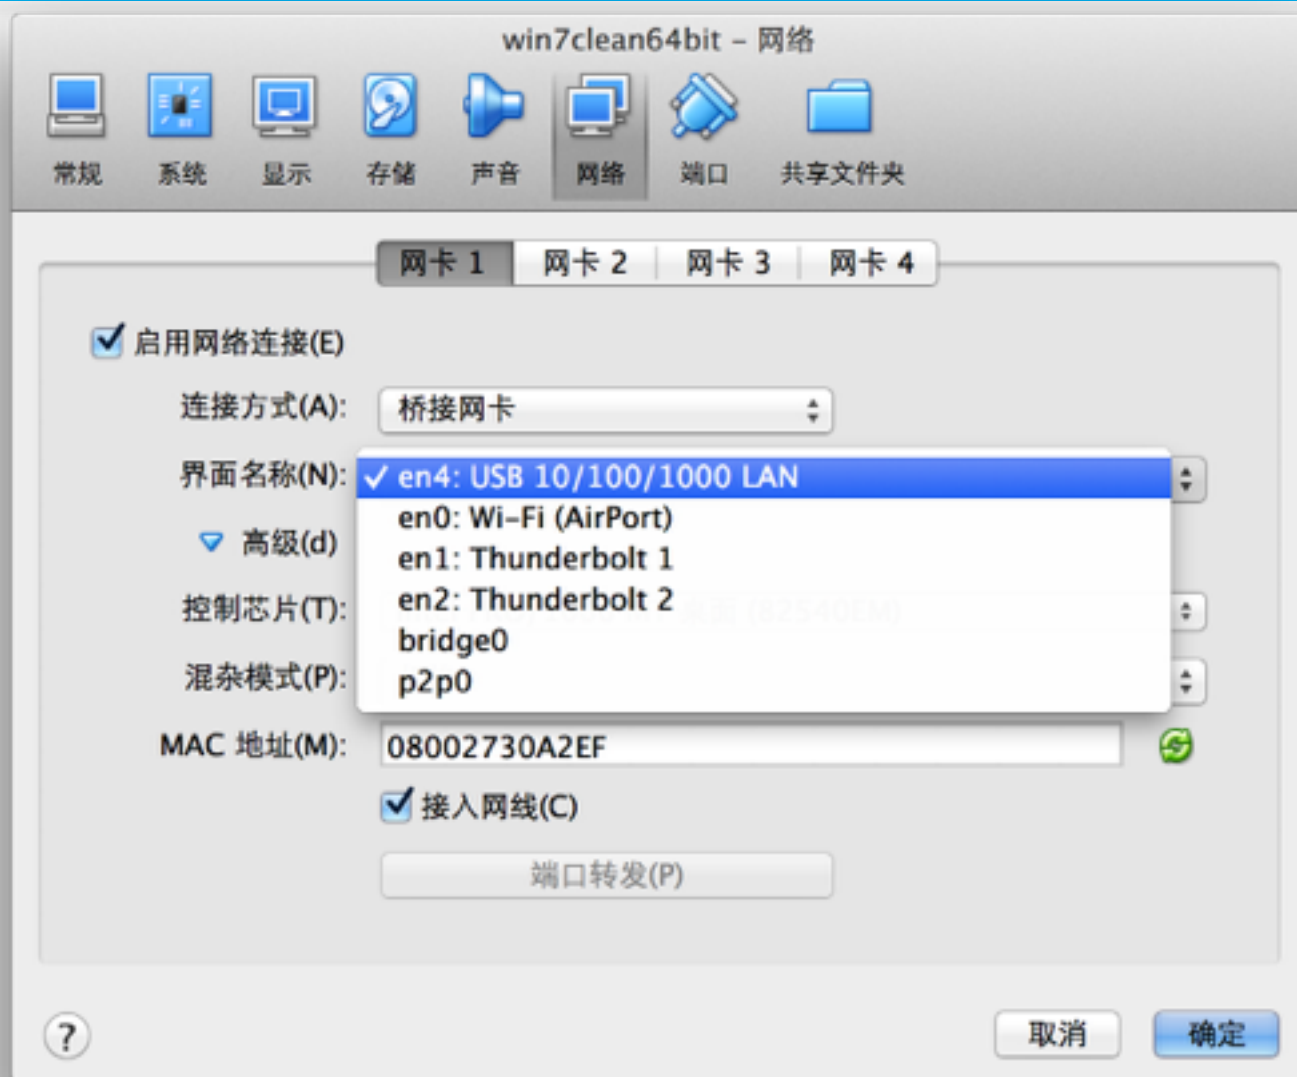 win7clean64bit – 网络
常规 系统 显示 存储 声音 网络 端口 共享文件夹
网卡 1 网卡 2 网卡 3 网卡 4
启用网络连接(E)
连接方式(A): 桥接网卡
界面名称(N): ✓ en4: USB 10/100/1000 LAN
en0: Wi-Fi (AirPort)
高级(d)
en1: Thunderbolt 1
en2: Thunderbolt 2
控制芯片(T): (82540EM)
bridge0
混杂模式(P): p2p0
MAC 地址(M): 08002730A2EF
接入网线(C)
端口转发(P)
? 取消 确定